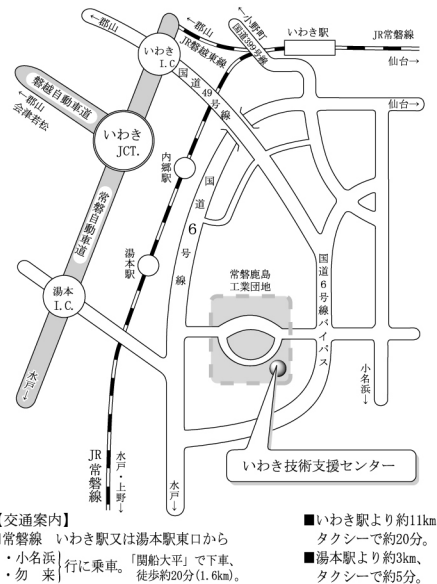 ←郡山
←郡山
←小野町
国道399号線
いわき駅
JR常磐線
仙台→
JR磐越東線
いわき
I.C
国道49号線
仙台→
磐越自動車道
←郡山
会津若松
いわき
JCT.
内郷駅
国道6号線
常磐自動車道
湯本駅
国道6号線バイパス
常磐鹿島
工業団地
湯本
I.C.
小名浜→
水戸→
いわき技術支援センター
JR常磐線
水戸・上野→
水戸→
【交通案内】
常磐線 いわき駅又は湯本駅東口から
・小名浜
・勿 来
行に乗車。「関船大平」で下車、
徒歩約20分(1.6km)。
■いわき駅より約11km
タクシーで約20分。
■湯本駅より約3km、
タクシーで約5分。